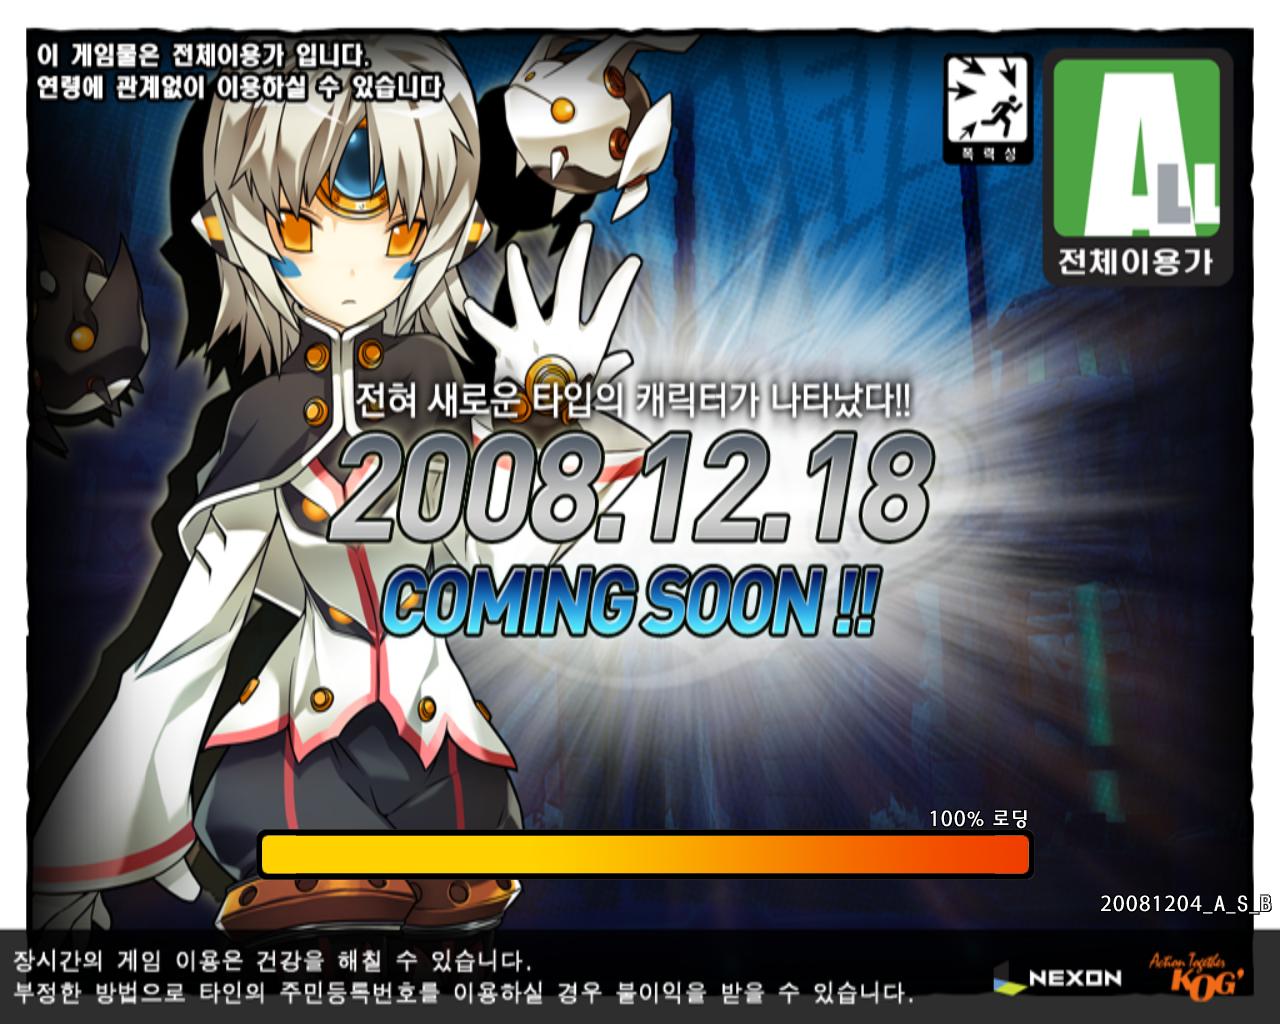 이 게임물은 전체이용가 입니다.
연령에 관계없이 이용하실 수 있습니다
폭력성
ALL
전체이용가
전혀 새로운 타입의 캐릭터가 나타났다!!
2008.12.18
COMING SOON !!
100% 로딩
20081204_A_S_B
장시간의 게임 이용은 건강을 해칠 수 있습니다.
부정한 방법으로 타인의 주민등록번호를 이용하실 경우 불이익을 받을 수 있습니다.
NEXON
Action Together
KOG'